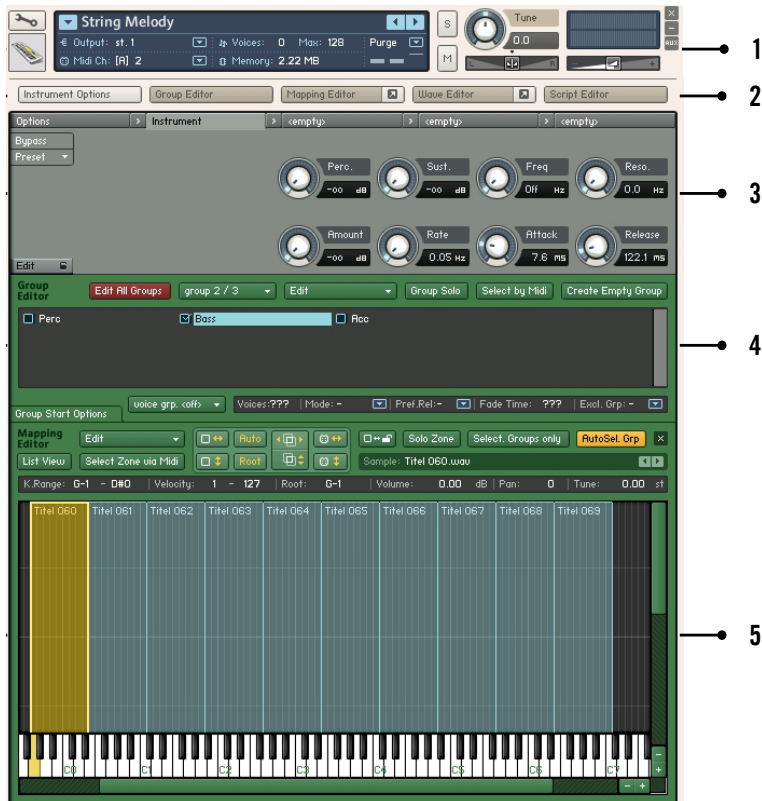 String Melody
Output: st. 1 Voices: 0 Max: 128 Purge
Midi Ch: [A] 2 Memory: 2.22 MB
S
M
Tune
0.0
L R
- +
AUX
1
Instrument Options Group Editor Mapping Editor Wave Editor Script Editor
2
Options Instrument <empty> <empty> <empty>
Bypass
Preset
Perc. Sust. Freq Reso.
-oo dB -oo dB Off Hz 0.0 Hz
3
Amount Rate Attack Release
-oo dB 0.05 Hz 7.6 ms 122.1 ms
Edit
Group Editor Edit All Groups group 2 / 3 Edit Group Solo Select by Midi Create Empty Group
Perc Bass Acc
4
voice grp. <off> Voices:??? Mode: - Pref.Rel:- Fade Time: ??? Excl. Grp: -
Group Start Options
Mapping Editor Edit Auto Solo Zone Select. Groups only AutoSel. Grp
List View Select Zone via Midi Root Sample: Titel 060.wav
K.Range: G-1 - D#0 Velocity: 1 - 127 Root: G-1 Volume: 0.00 dB Pan: 0 Tune: 0.00 st
Titel 060 Titel 061 Titel 062 Titel 063 Titel 064 Titel 065 Titel 066 Titel 067 Titel 068 Titel 069
5
C0 C1 C2 C3 C4 C5 C6 C7